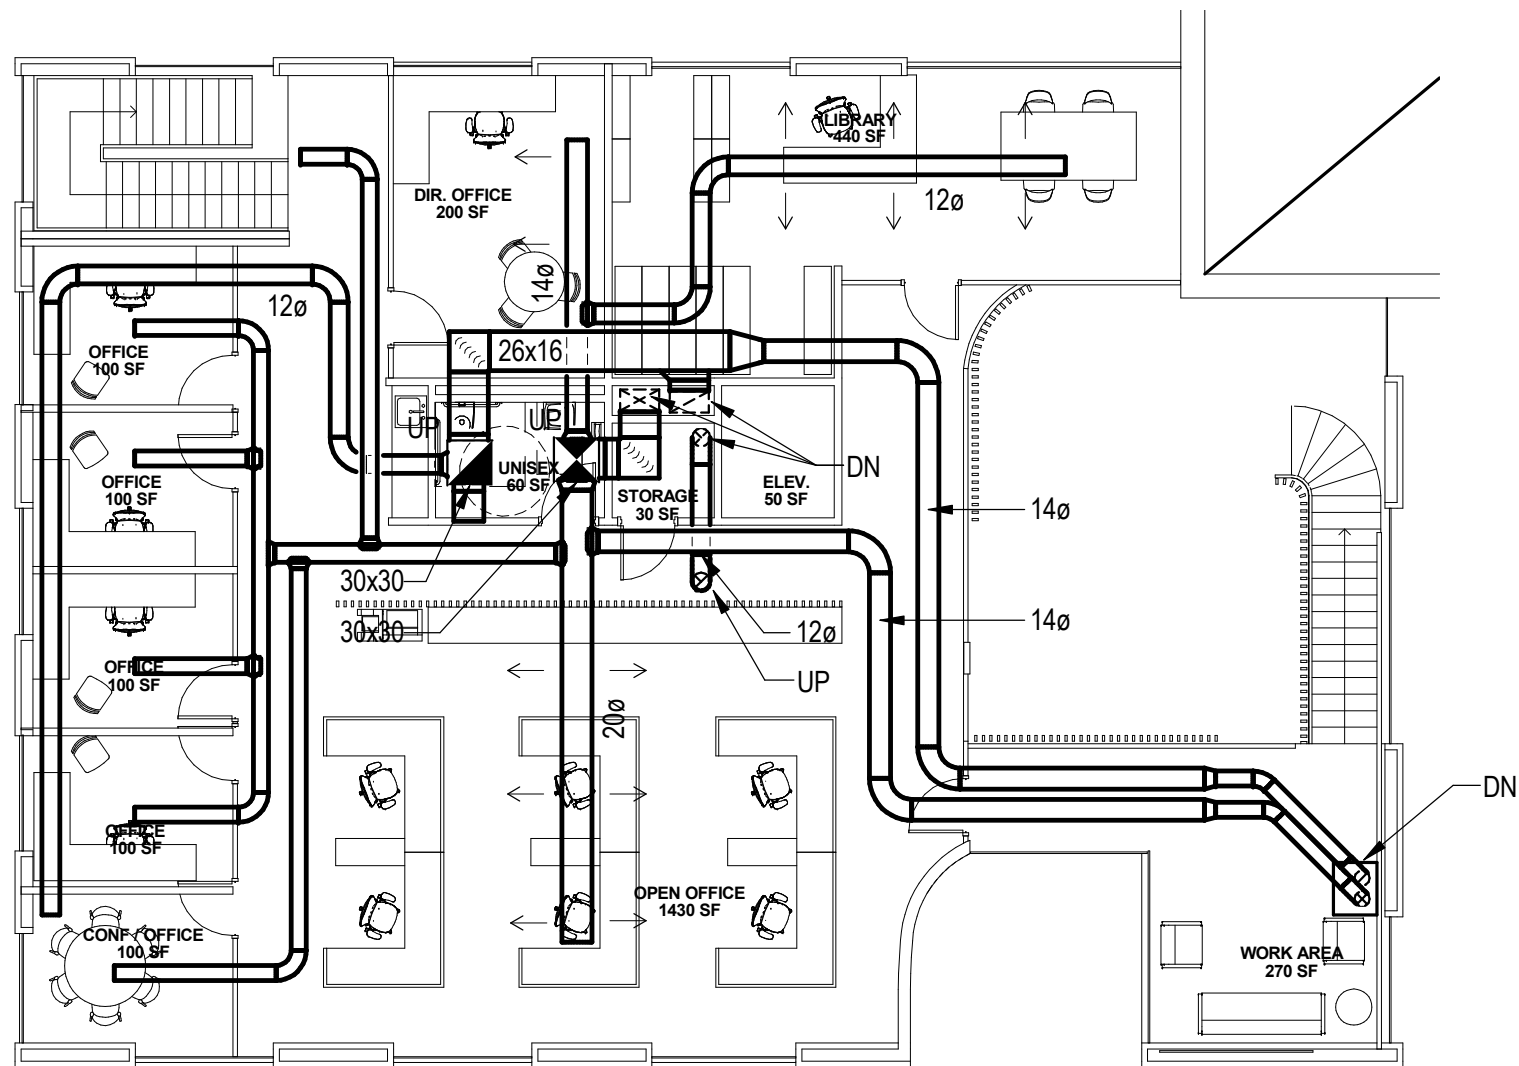 LIBRARY
440 SF
DIR. OFFICE
200 SF
12ø
14ø
12ø
26x16
OFFICE
100 SF
UP
UP
DN
UNISEX
60 SF
ELEV.
50 SF
STORAGE
30 SF
OFFICE
100 SF
14ø
30x30
30x30
12ø
14ø
OFFICE
100 SF
UP
20ø
DN
OFFICE
100 SF
OPEN OFFICE
1430 SF
CONF / OFFICE
100 SF
WORK AREA
270 SF